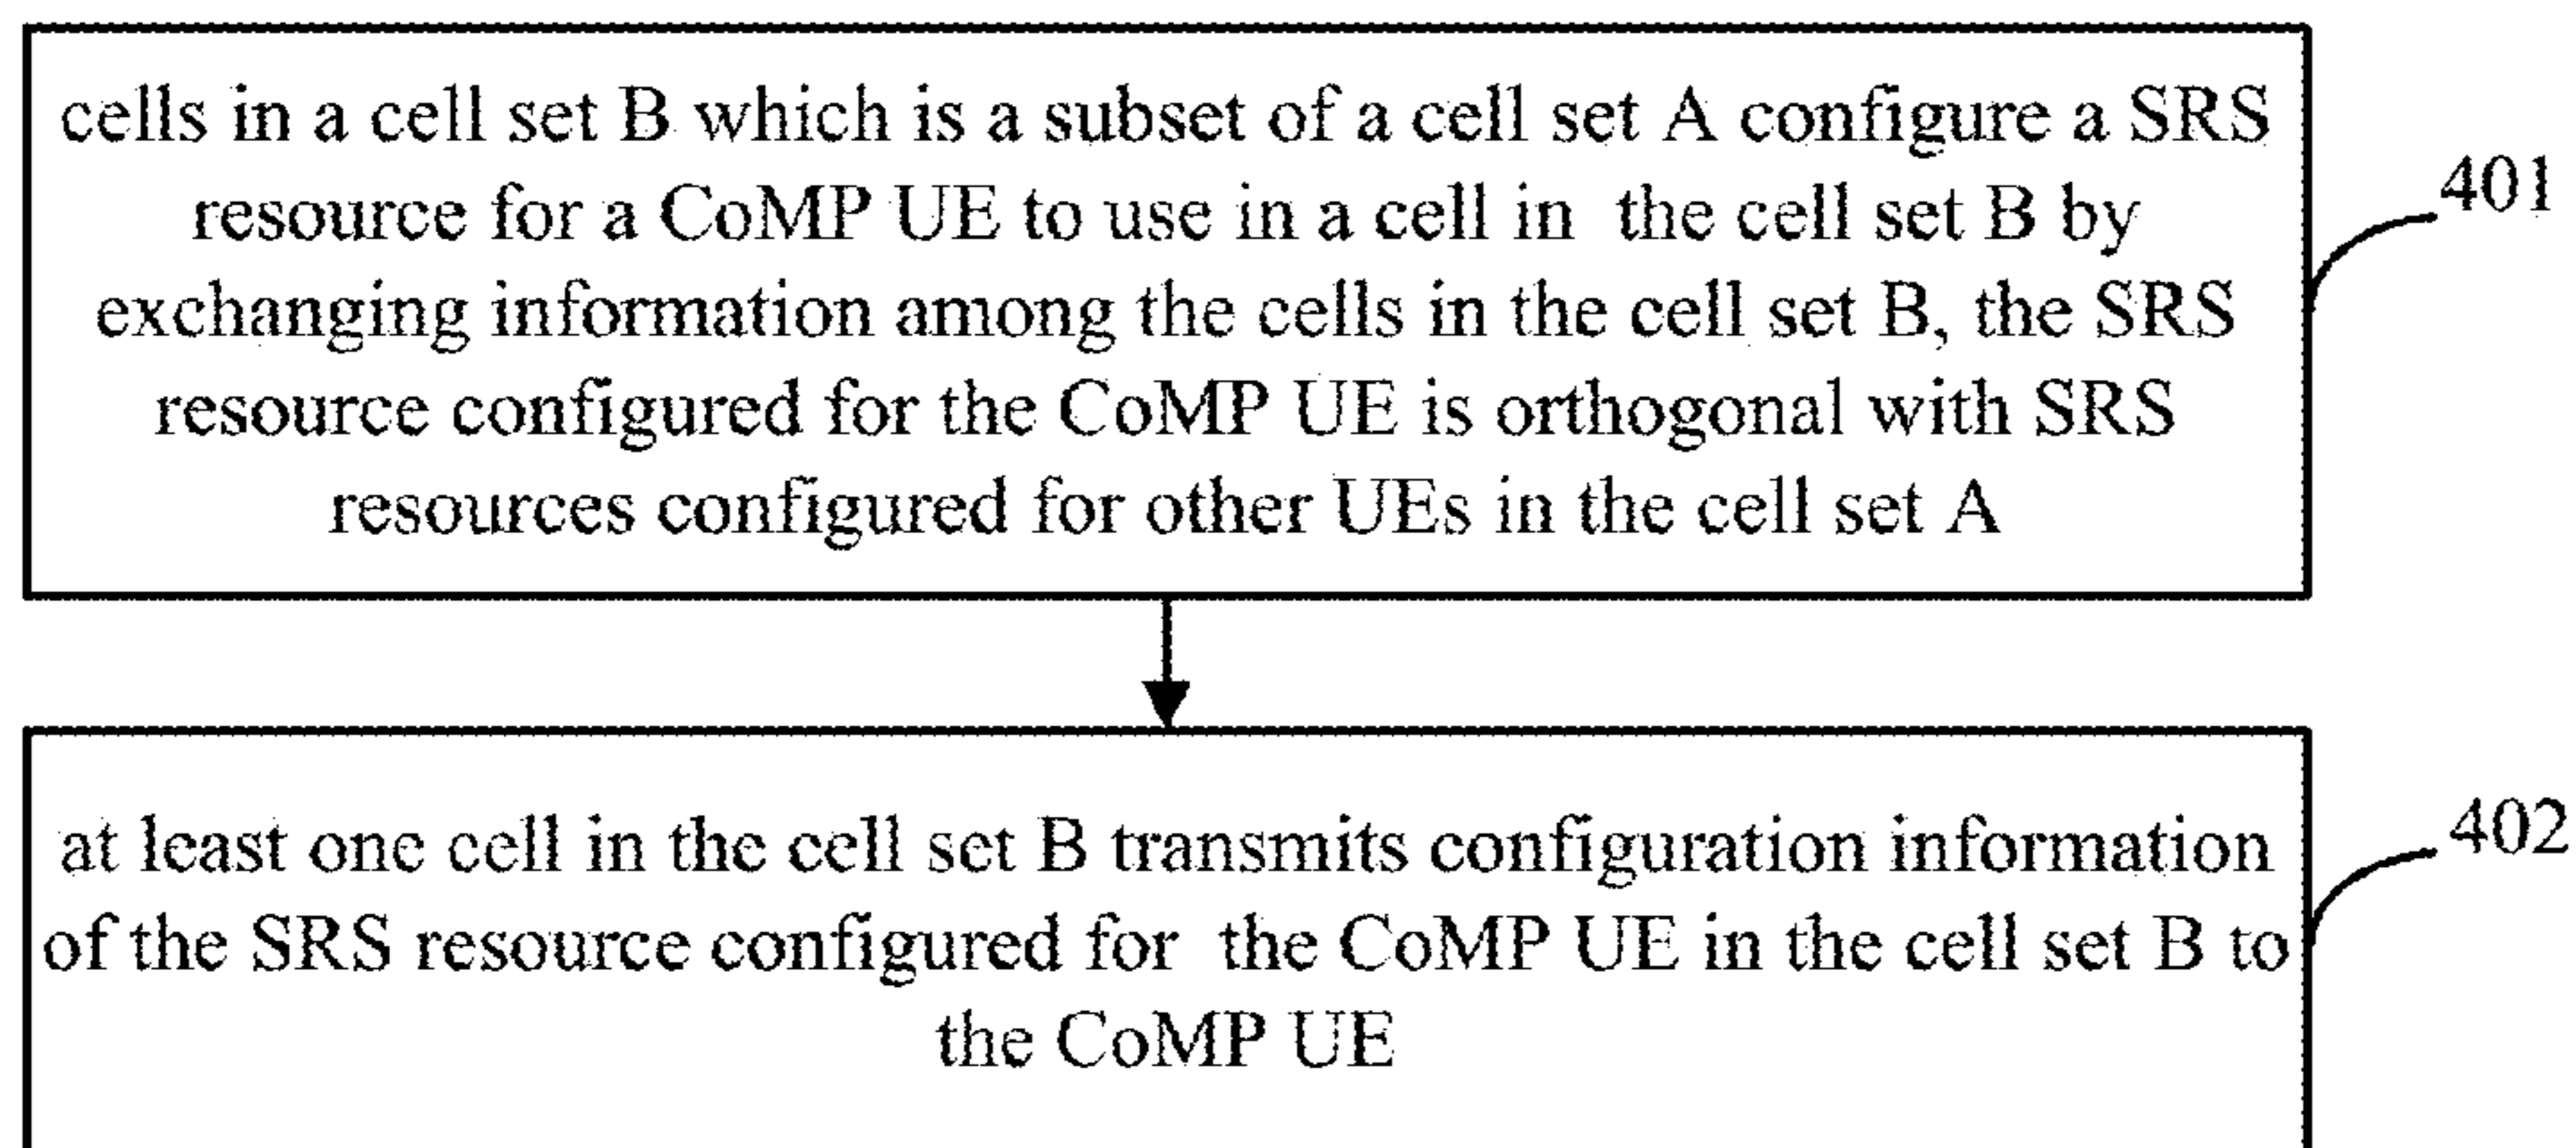 cells in a cell set B which is a subset of a cell set A configure a SRS
resource for a CoMP UE to use in a cell in the cell set B by
exchanging information among the cells in the cell set B, the SRS
resource configured for the CoMP UE is orthogonal with SRS
resources configured for other UEs in the cell set A
401
at least one cell in the cell set B transmits configuration information
of the SRS resource configured for the CoMP UE in the cell set B to
the CoMP UE
402